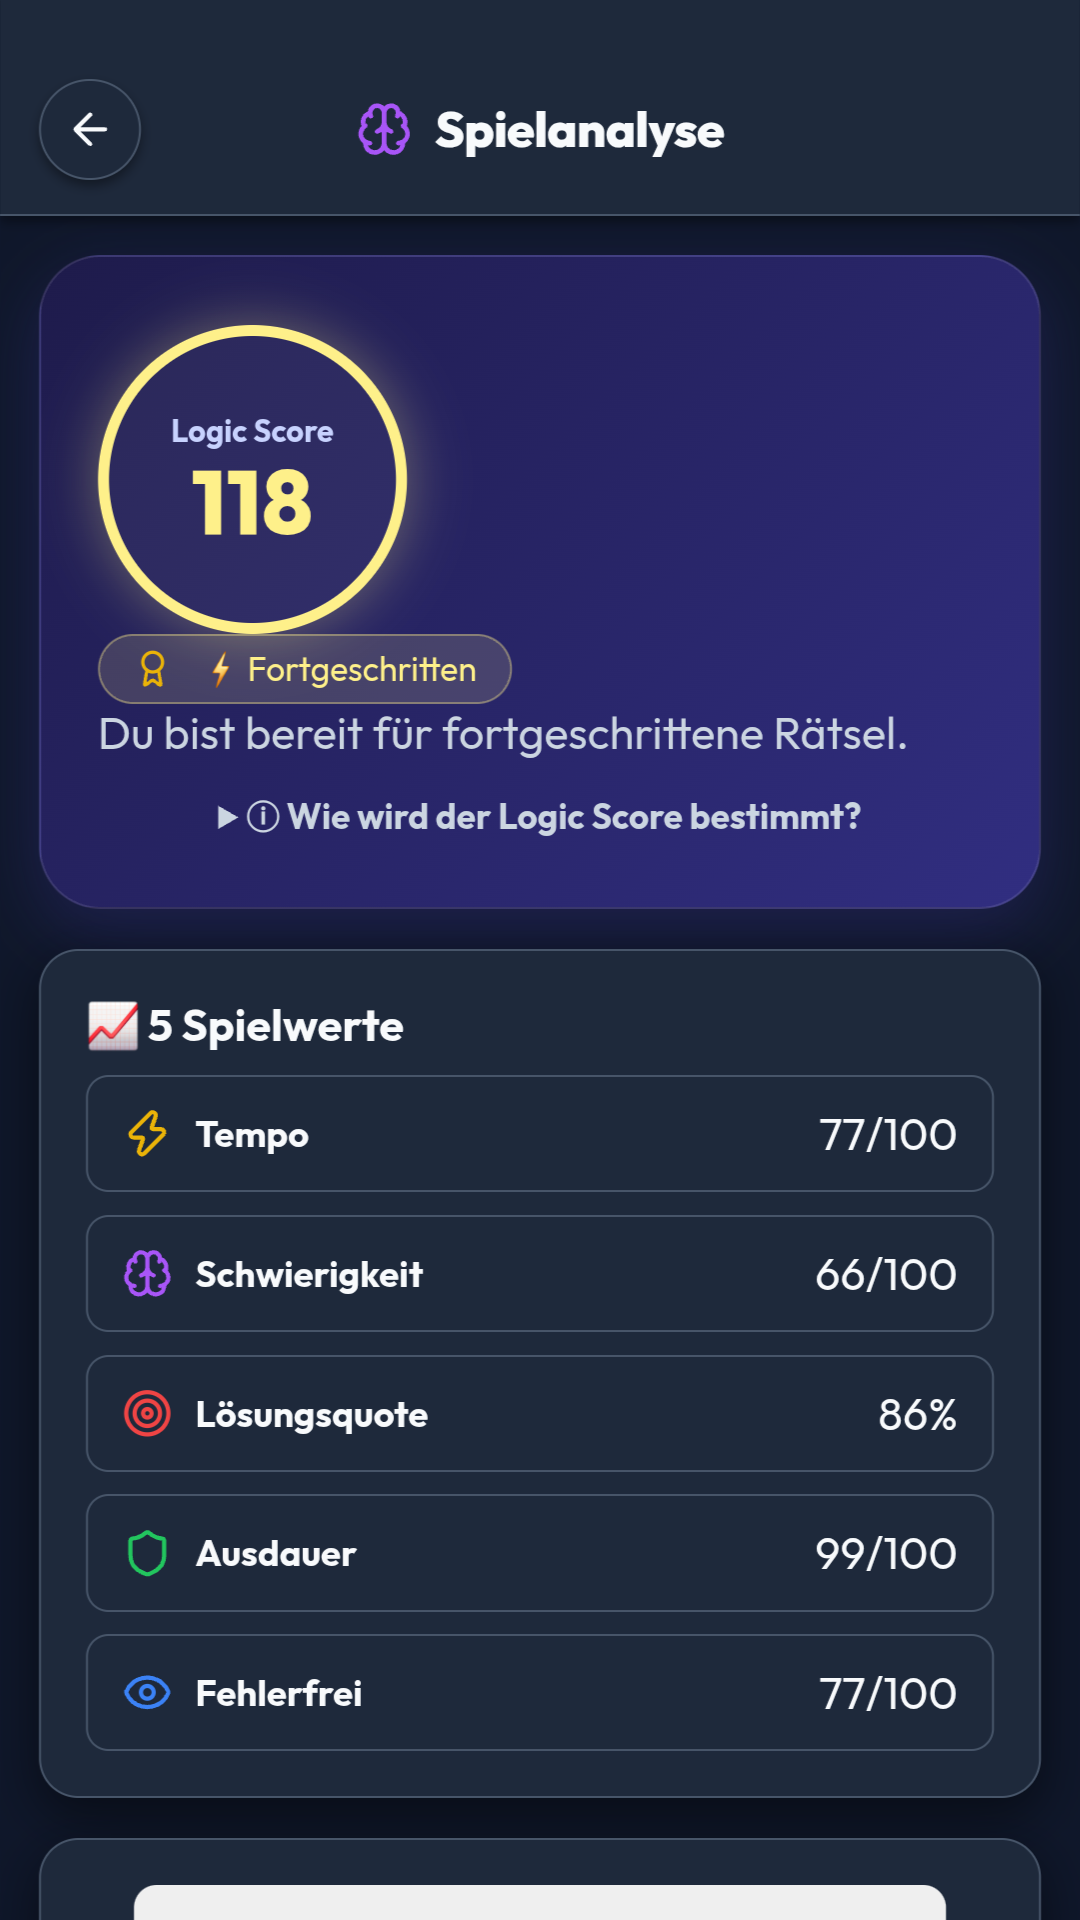 Spielanalyse
Logic Score
118
Fortgeschritten
Du bist bereit für fortgeschrittene Rätsel.
▶ ⓘ Wie wird der Logic Score bestimmt?
5 Spielwerte
Tempo 77/100
Schwierigkeit 66/100
Lösungsquote 86%
Ausdauer 99/100
Fehlerfrei 77/100